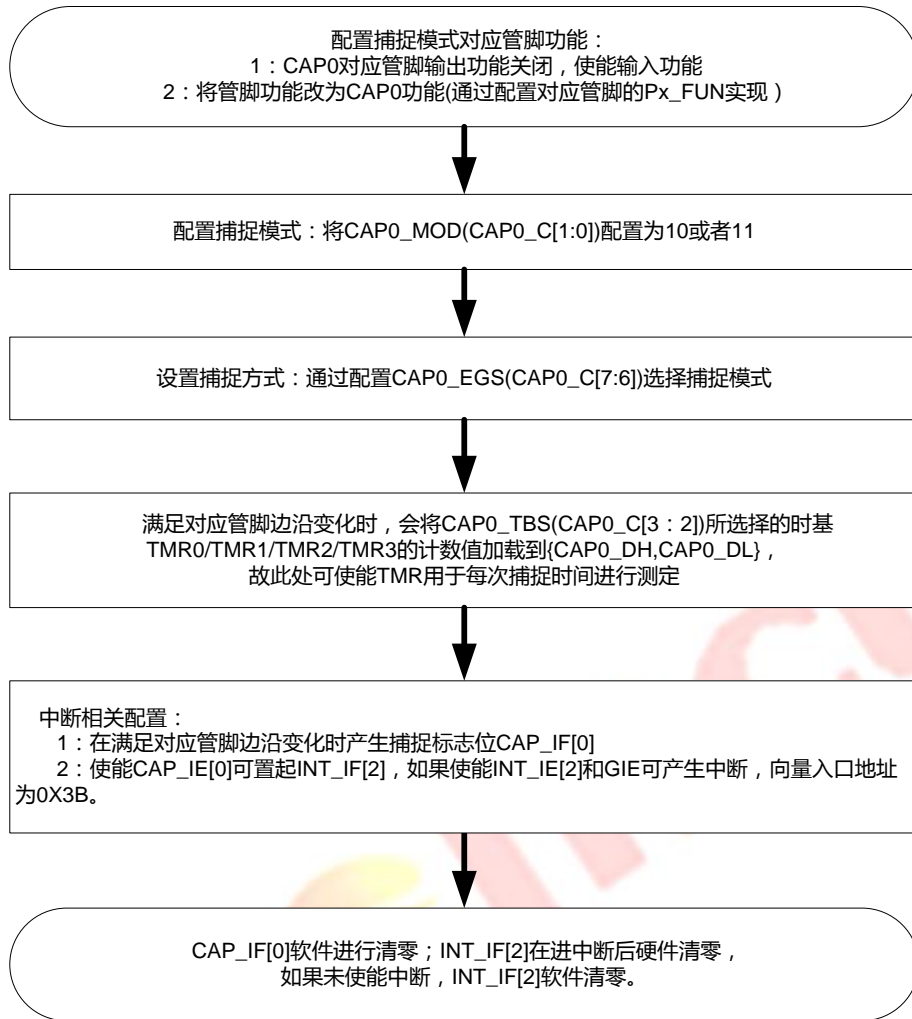 配置捕捉模式对应管脚功能：
1：CAP0对应管脚输出功能关闭，使能输入功能
2：将管脚功能改为CAP0功能(通过配置对应管脚的Px_FUN实现）
配置捕捉模式：将CAP0_MOD(CAP0_C[1:0])配置为10或者11
设置捕捉方式：通过配置CAP0_EGS(CAP0_C[7:6])选择捕捉模式
满足对应管脚边沿变化时，会将CAP0_TBS(CAP0_C[3：2])所选择的时基
TMR0/TMR1/TMR2/TMR3的计数值加载到{CAP0_DH,CAP0_DL}，
故此处可使能TMR用于每次捕捉时间进行测定
中断相关配置：
1：在满足对应管脚边沿变化时产生捕捉标志位CAP_IF[0]
2：使能CAP_IE[0]可置起INT_IF[2]，如果使能INT_IE[2]和GIE可产生中断，向量入口地址
为0X3B。
CAP_IF[0]软件进行清零；INT_IF[2]在进中断后硬件清零，
如果未使能中断，INT_IF[2]软件清零。